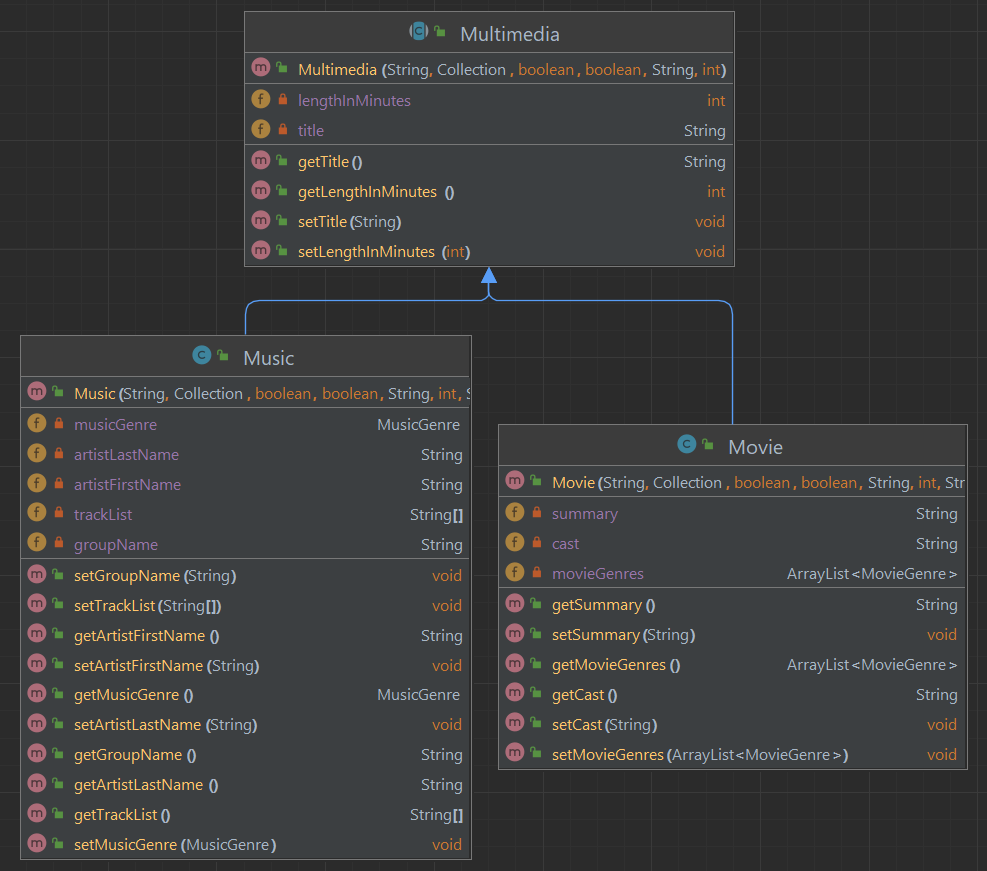 Multimedia
Multimedia (String, Collection , boolean , boolean , String, int)
lengthInMinutes int
title String
getTitle () String
getLengthInMinutes () int
setTitle (String) void
setLengthInMinutes (int) void
Music
Music (String, Collection , boolean , boolean , String, int, S
musicGenre MusicGenre
artistLastName String
artistFirstName String
trackList String[]
groupName String
setGroupName (String) void
setTrackList (String[]) void
getArtistFirstName () String
setArtistFirstName (String) void
getMusicGenre () MusicGenre
setArtistLastName (String) void
getGroupName () String
getArtistLastName () String
getTrackList () String[]
setMusicGenre (MusicGenre ) void
Movie
Movie (String, Collection , boolean , boolean , String, int, Str
summary String
cast String
movieGenres ArrayList <MovieGenre >
getSummary () String
setSummary (String) void
getMovieGenres () ArrayList <MovieGenre >
getCast () String
setCast (String) void
setMovieGenres (ArrayList <MovieGenre >) void